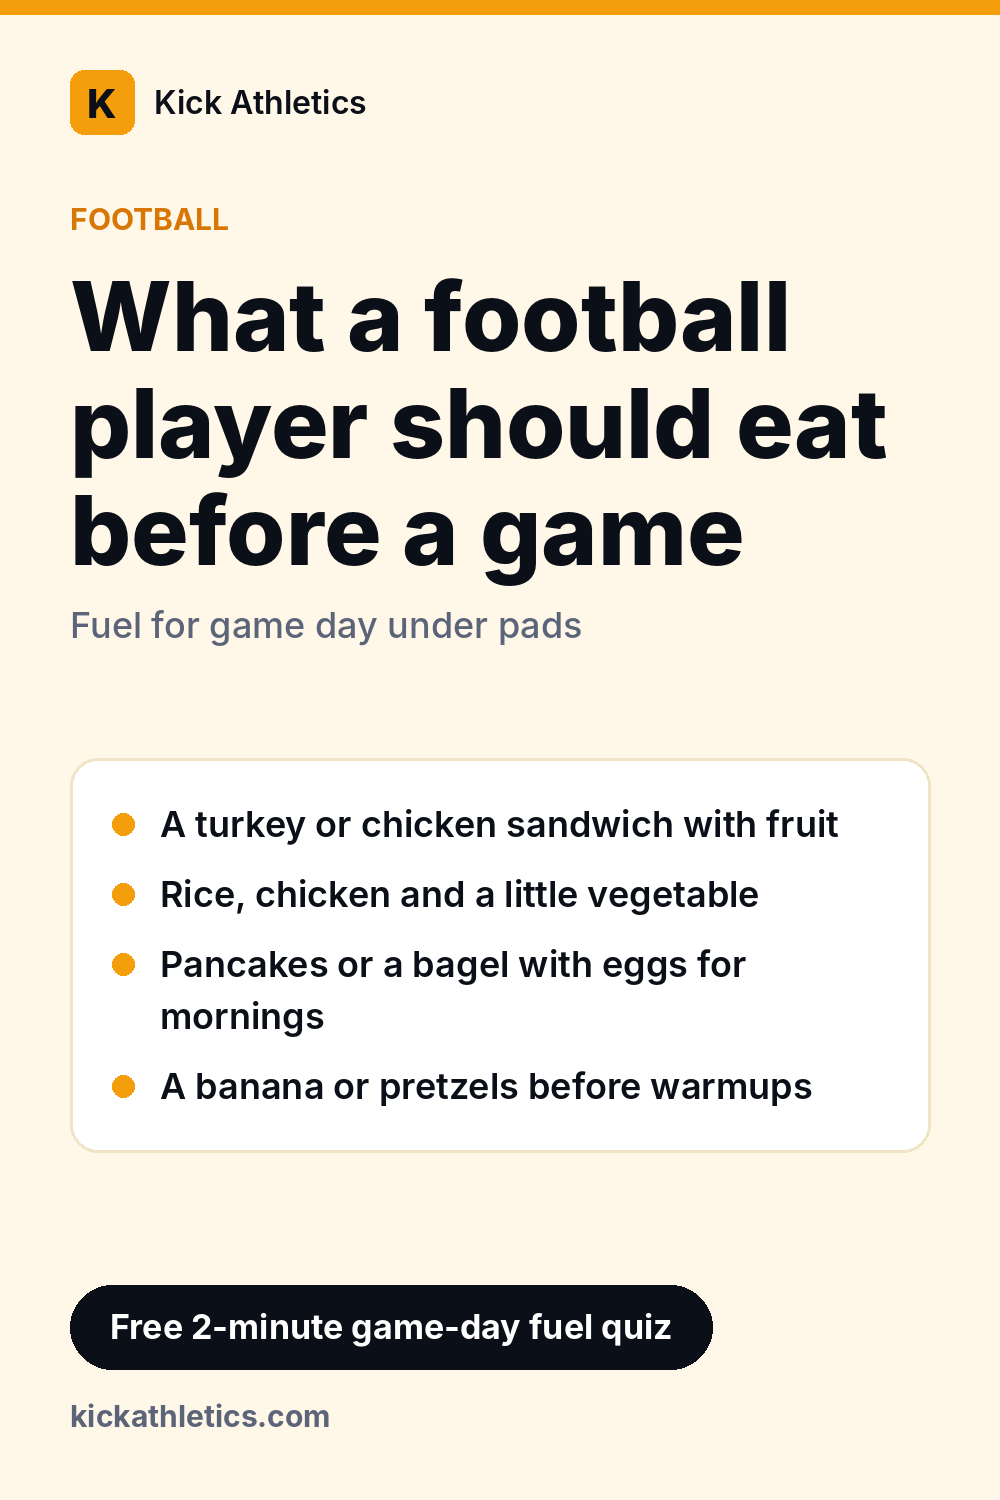 K
Kick Athletics
FOOTBALL
What a football
player should eat
before a game
Fuel for game day under pads
A turkey or chicken sandwich with fruit
Rice, chicken and a little vegetable
Pancakes or a bagel with eggs for
mornings
A banana or pretzels before warmups
Free 2-minute game-day fuel quiz
kickathletics.com